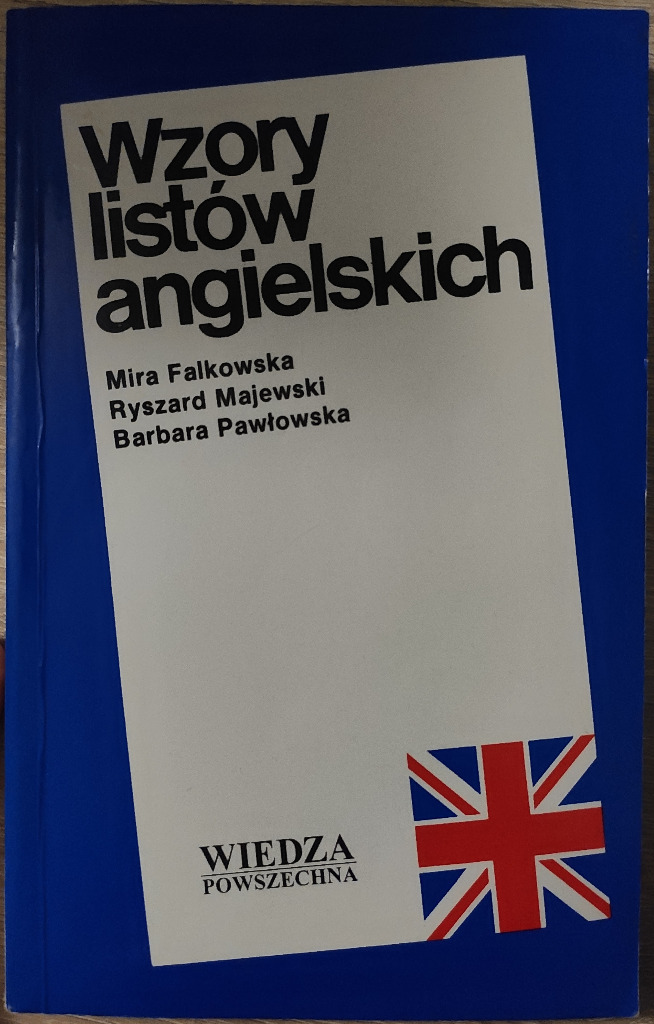 Wzory
listów
angielskich
Mira Falkowska
Ryszard Majewski
Barbara Pawłowska
WIEDZA
POWSZECHNA